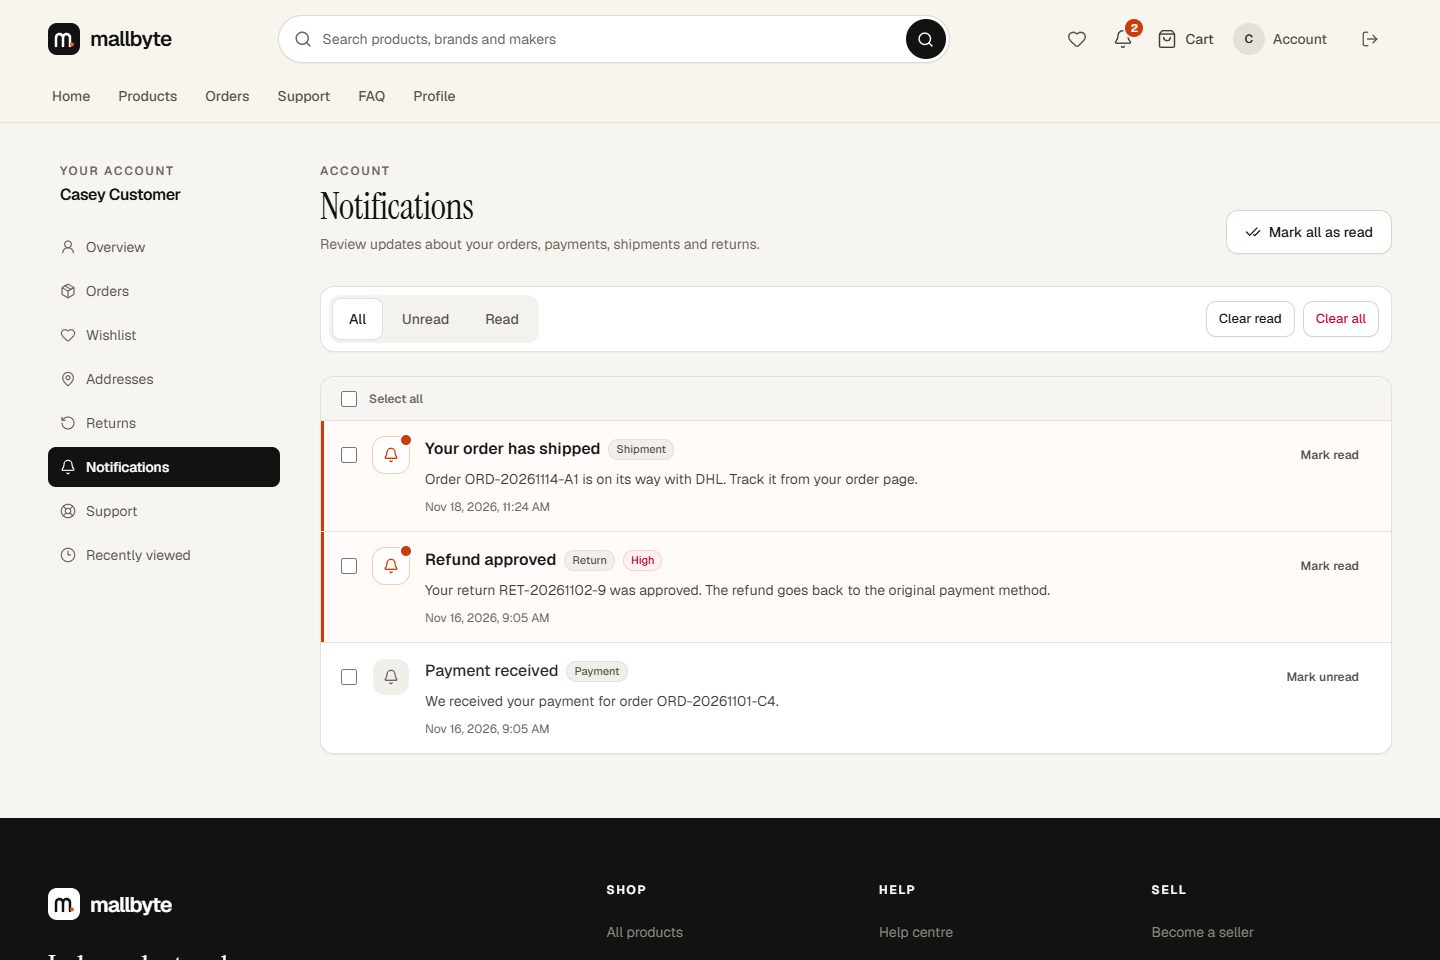 m. mallbyte
Search products, brands and makers
2
Cart
C
Account
Home
Products
Orders
Support
FAQ
Profile
YOUR ACCOUNT
Casey Customer
Overview
Orders
Wishlist
Addresses
Returns
Notifications
Support
Recently viewed
ACCOUNT
Notifications
Review updates about your orders, payments, shipments and returns.
Mark all as read
All
Unread
Read
Clear read
Clear all
Select all
Your order has shipped Shipment
Mark read
Order ORD-20261114-A1 is on its way with DHL. Track it from your order page.
Nov 18, 2026, 11:24 AM
Refund approved Return High
Mark read
Your return RET-20261102-9 was approved. The refund goes back to the original payment method.
Nov 16, 2026, 9:05 AM
Payment received Payment
Mark unread
We received your payment for order ORD-20261101-C4.
Nov 16, 2026, 9:05 AM
m. mallbyte
SHOP
All products
HELP
Help centre
SELL
Become a seller